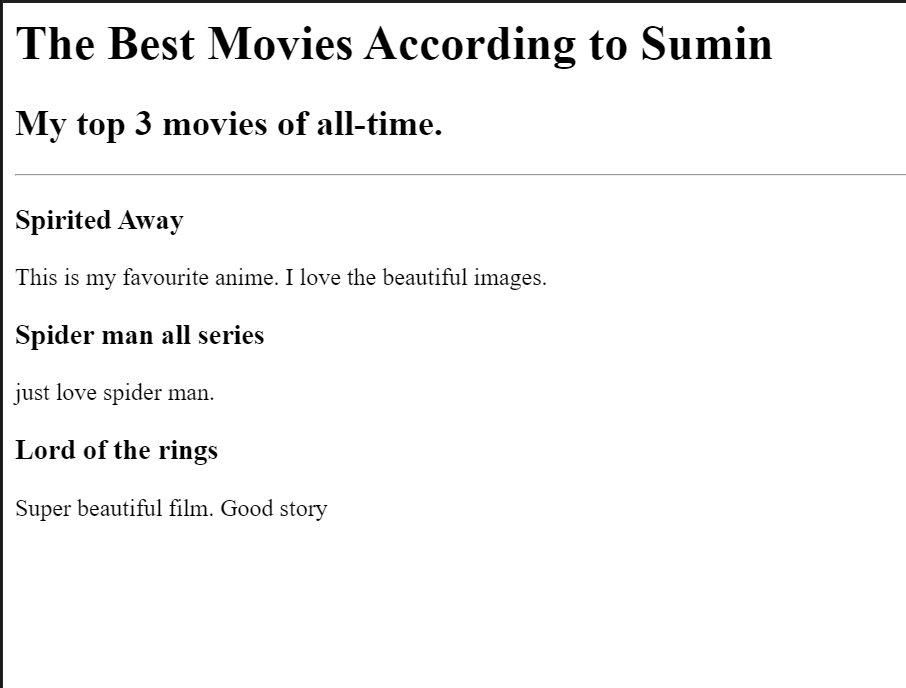 The Best Movies According to Sumin
My top 3 movies of all-time.
Spirited Away
This is my favourite anime. I love the beautiful images.
Spider man all series
just love spider man.
Lord of the rings
Super beautiful film. Good story